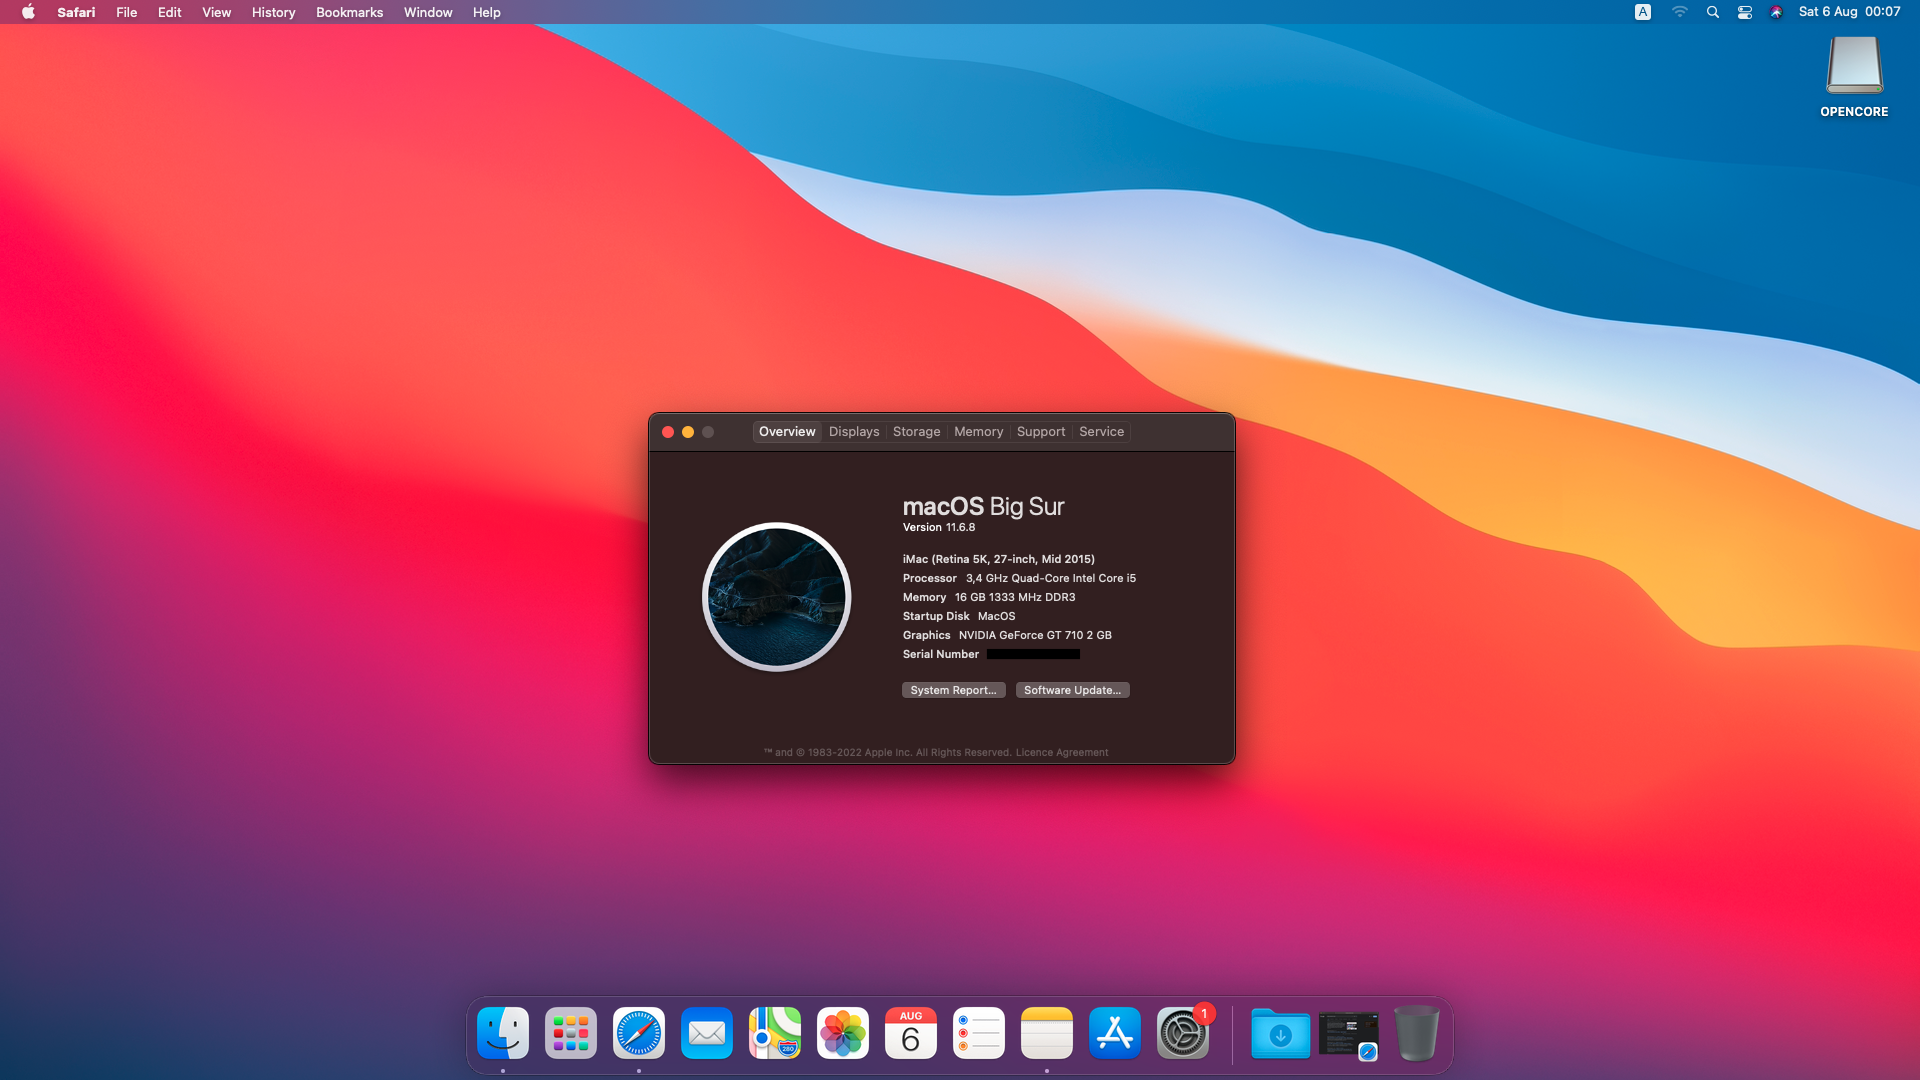 Safari File Edit View History Bookmarks Window Help A Sat 6 Aug 00:07
OPENCORE
Overview Displays Storage Memory Support Service
macOS Big Sur
Version 11.6.8
iMac (Retina 5K, 27-inch, Mid 2015)
Processor 3,4 GHz Quad-Core Intel Core i5
Memory 16 GB 1333 MHz DDR3
Startup Disk MacOS
Graphics NVIDIA GeForce GT 710 2 GB
Serial Number
System Report... Software Update...
™ and © 1983-2022 Apple Inc. All Rights Reserved. Licence Agreement
280
AUG
6
1